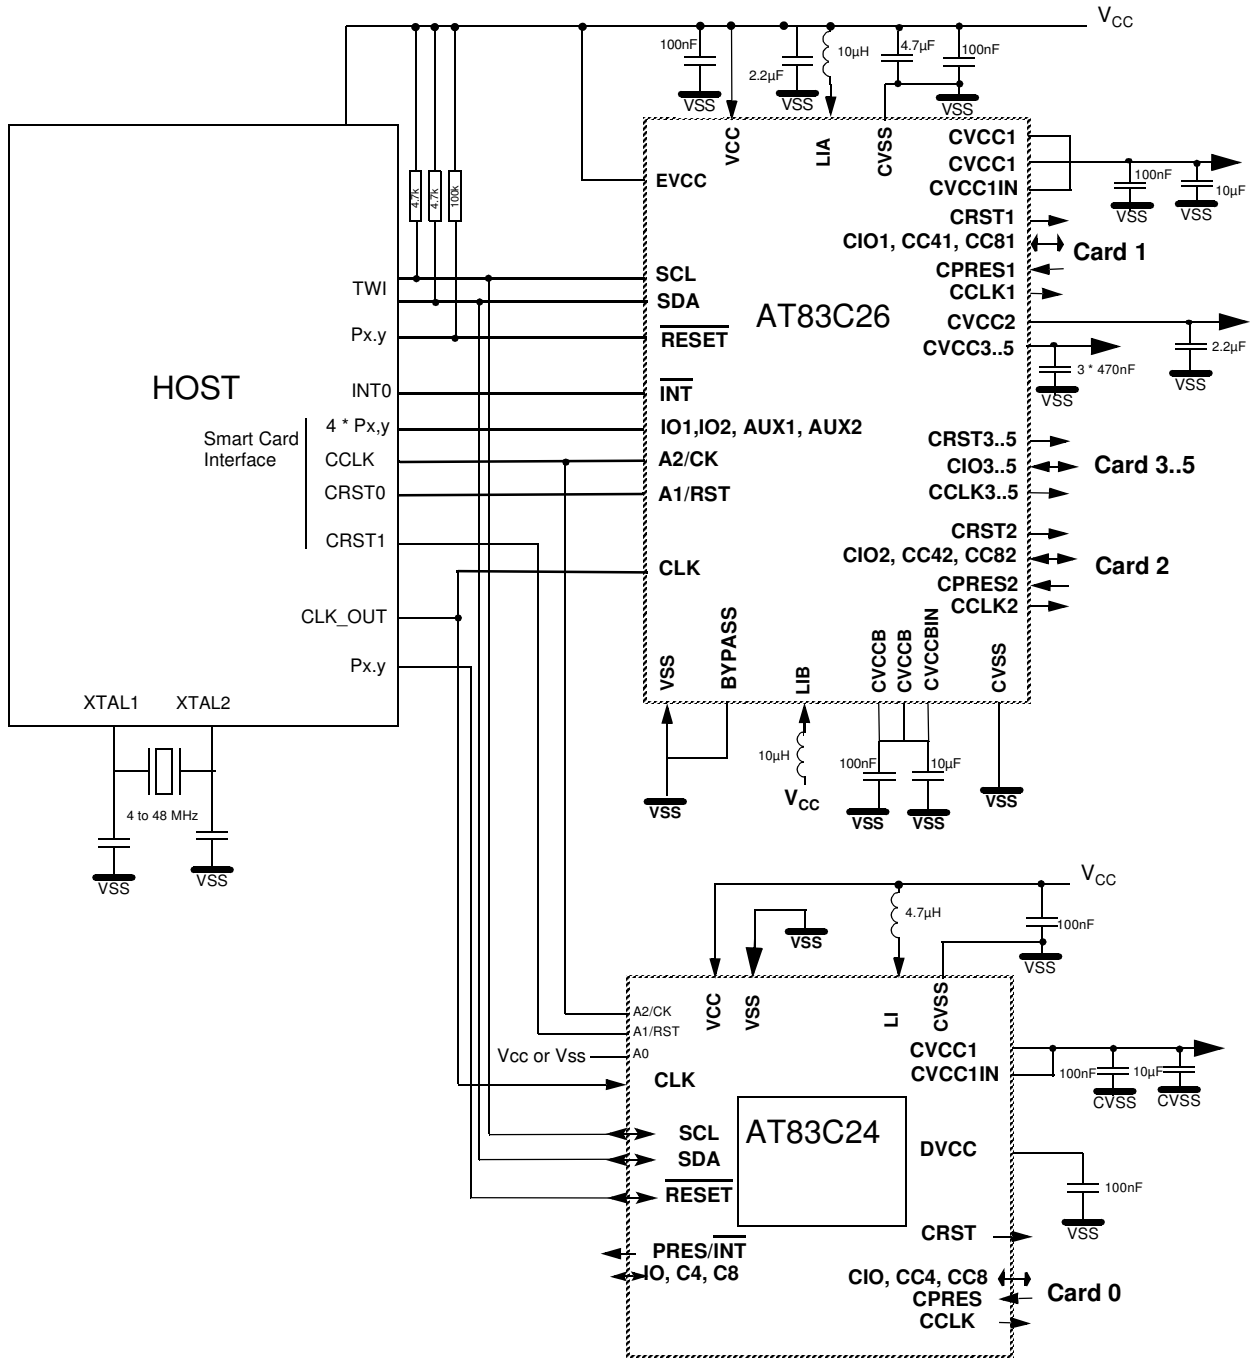 V_CC
100nF
2.2µF
10µH
4.7µF
100nF
VSS
VSS
VSS
VCC
LIA
CVSS
CVCC1
CVCC1
CVCC1IN
100nF
10µF
VSS
VSS
4.7k
4.7k
100k
EVCC
CRST1
CIO1, CC41, CC81
Card 1
CPRES1
CCLK1
TWI
SCL
SDA
AT83C26
CVCC2
2.2µF
VSS
Px.y
RESET
CVCC3..5
3 * 470nF
VSS
HOST
INT0
INT
Smart Card
Interface
4 * Px,y
IO1,IO2, AUX1, AUX2
CCLK
A2/CK
CRST0
A1/RST
CRST1
CRST3..5
CIO3..5
Card 3..5
CCLK3..5
CRST2
CIO2, CC42, CC82
Card 2
CPRES2
CCLK2
CLK
CLK_OUT
Px.y
XTAL1
XTAL2
VSS
BYPASS
LIB
CVCCB
CVCCB
CVCCBIN
CVSS
10µH
V_CC
100nF
10µF
VSS
VSS
VSS
VSS
4 to 48 MHz
VSS
VSS
V_CC
4.7µH
100nF
VSS
VSS
VCC
VSS
LI
CVSS
A2/CK
A1/RST
Vcc or Vss
A0
CLK
CVCC1
CVCC1IN
100nF
10µF
CVSS
CVSS
SCL
SDA
RESET
AT83C24
DVCC
100nF
VSS
PRES/INT
IO, C4, C8
CRST
CIO, CC4, CC8
Card 0
CPRES
CCLK